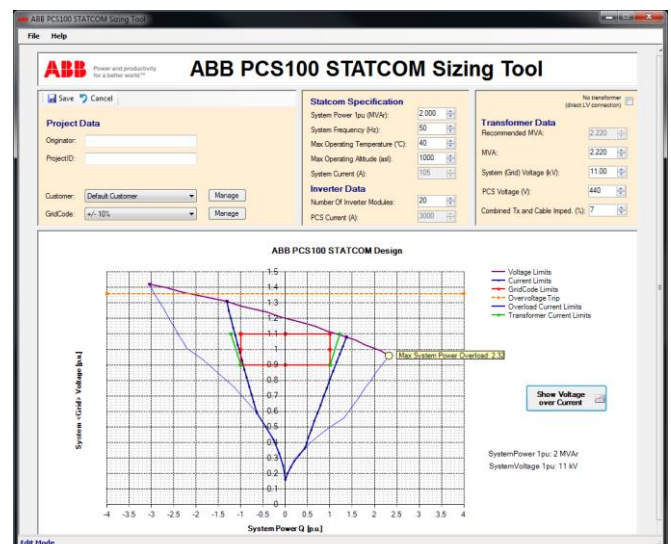 ABB PCS100 STATCOM Sizing Tool
File Help
ABB Power and productivity for a better world™
ABB PCS100 STATCOM Sizing Tool
Save Cancel
Project Data
Originator:
ProjectID:
Customer: Default Customer Manage
GridCode: +/- 10% Manage
Statcom Specification
System Power 1pu (MVAr): 2.000
System Frequency (Hz): 50
Max Operating Temperature (°C): 40
Max Operating Altitude (asl): 1000
System Current (A): 105
Inverter Data
Number Of Inverter Modules: 20
PCS Current (A): 3000
No transformer
(direct LV connection)
Transformer Data
Recommended MVA: 2.220
MVA: 2.220
System (Grid) Voltage (kV): 11.00
PCS Voltage (V): 440
Combined Tx and Cable Imped. (%): 7
ABB PCS100 STATCOM Design
System <Grid> Voltage [p.u.]
1.5
1.4
1.3
1.2
1.1
1
0.9
0.8
0.7
0.6
0.5
0.4
0.3
0.2
0.1
0
-4 -3.5 -3 -2.5 -2 -1.5 -1 -0.5 0 0.5 1 1.5 2 2.5 3 3.5 4
System Power Q [p.u.]
Max System Power Overload: 2.32
Voltage Limits
Current Limits
GridCode Limits
Overvoltage Trip
Overload Current Limits
Transformer Current Limits
Show Voltage
over Current
SystemPower 1pu: 2 MVAr
SystemVoltage 1pu: 11 kV
Edit Mode